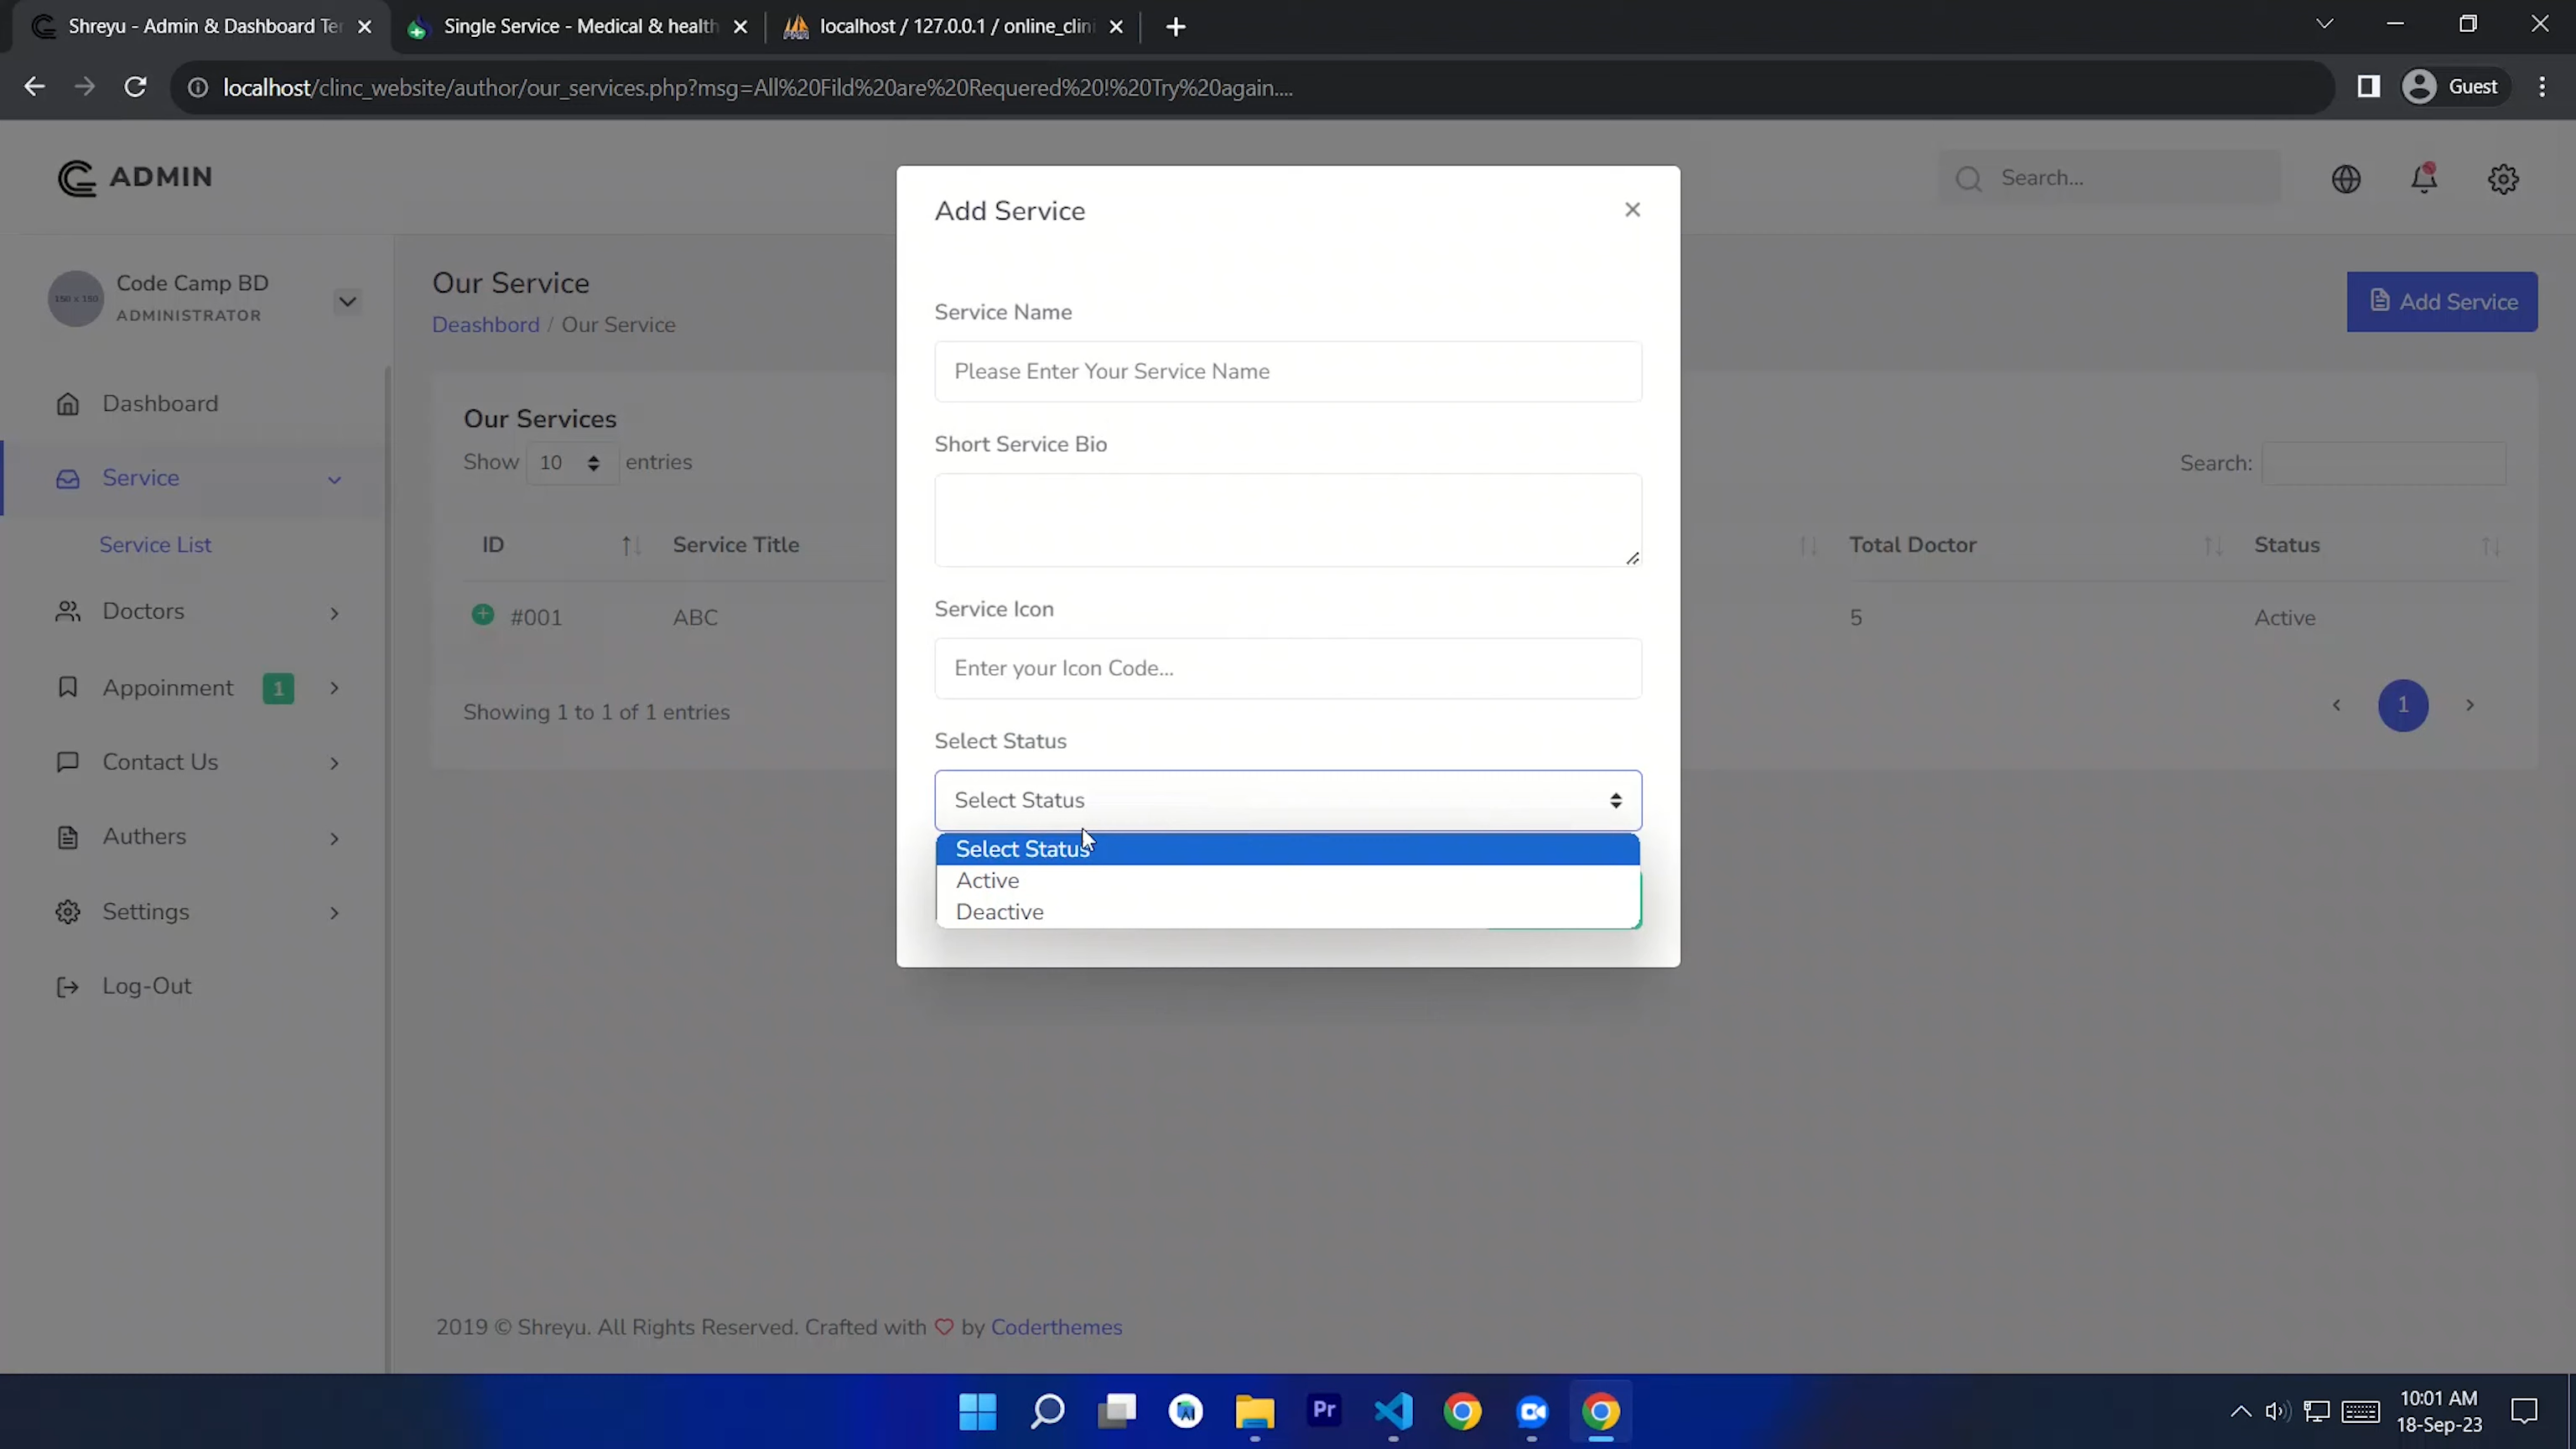 Shreyu - Admin & Dashboard Ter
Single Service - Medical & health
localhost / 127.0.0.1 / online_clini
localhost/clinc_website/author/our_services.php?msg=All%20Fild%20are%20Requered%20!%20Try%20again....
Guest
ADMIN
Search...
Code Camp BD
ADMINISTRATOR
150 x 150
Dashboard
Service
Service List
Doctors
Appoinment 1
Contact Us
Authers
Settings
Log-Out
Our Service
Deashbord / Our Service
Add Service
Our Services
Show 10 entries
Search:
ID Service Title Total Doctor Status
#001 ABC 5 Active
Showing 1 to 1 of 1 entries
1
Add Service
Service Name
Please Enter Your Service Name
Short Service Bio
Service Icon
Enter your Icon Code...
Select Status
Select Status
Select Status
Active
Deactive
2019 © Shreyu. All Rights Reserved. Crafted with by Coderthemes
Pr
10:01 AM
18-Sep-23